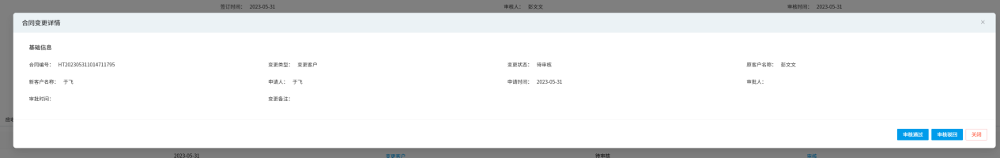 签订时间： 2023-05-31 审核人： 彭文文 审核时间： 2023-05-31
合同变更详情 ×
基础信息
合同编号： HT202305311014711795 变更类型： 变更客户 变更状态： 待审核 原客户名称： 彭文文
新客户名称： 于飞 申请人： 于飞 申请时间： 2023-05-31 审批人：
审批时间： 变更备注：
审核通过 审核驳回 关闭
2023-05-31 变更客户 待审核 审核